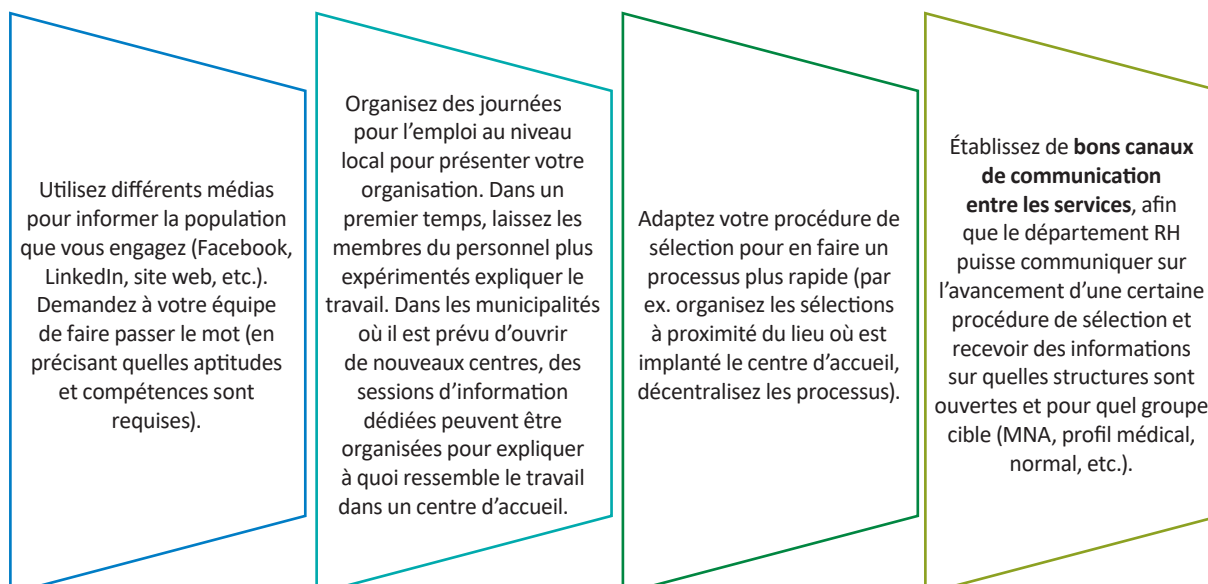 Utilisez différents médias
pour informer la population
que vous engagez (Facebook,
LinkedIn, site web, etc.).
Demandez à votre équipe
de faire passer le mot (en
précisant quelles aptitudes
et compétences sont
requises).
Organisez des journées
pour l’emploi au niveau
local pour présenter votre
organisation. Dans un
premier temps, laissez les
membres du personnel plus
expérimentés expliquer le
travail. Dans les municipalités
où il est prévu d’ouvrir
de nouveaux centres, des
sessions d’information
dédiées peuvent être
organisées pour expliquer
à quoi ressemble le travail
dans un centre d’accueil.
Adaptez votre procédure de
sélection pour en faire un
processus plus rapide (par
ex. organisez les sélections
à proximité du lieu où est
implanté le centre d’accueil,
décentralisez les processus).
Établissez de bons canaux
de communication
entre les services, afin
que le département RH
puisse communiquer sur
l’avancement d’une certaine
procédure de sélection et
recevoir des informations
sur quelles structures sont
ouvertes et pour quel groupe
cible (MNA, profil médical,
normal, etc.).